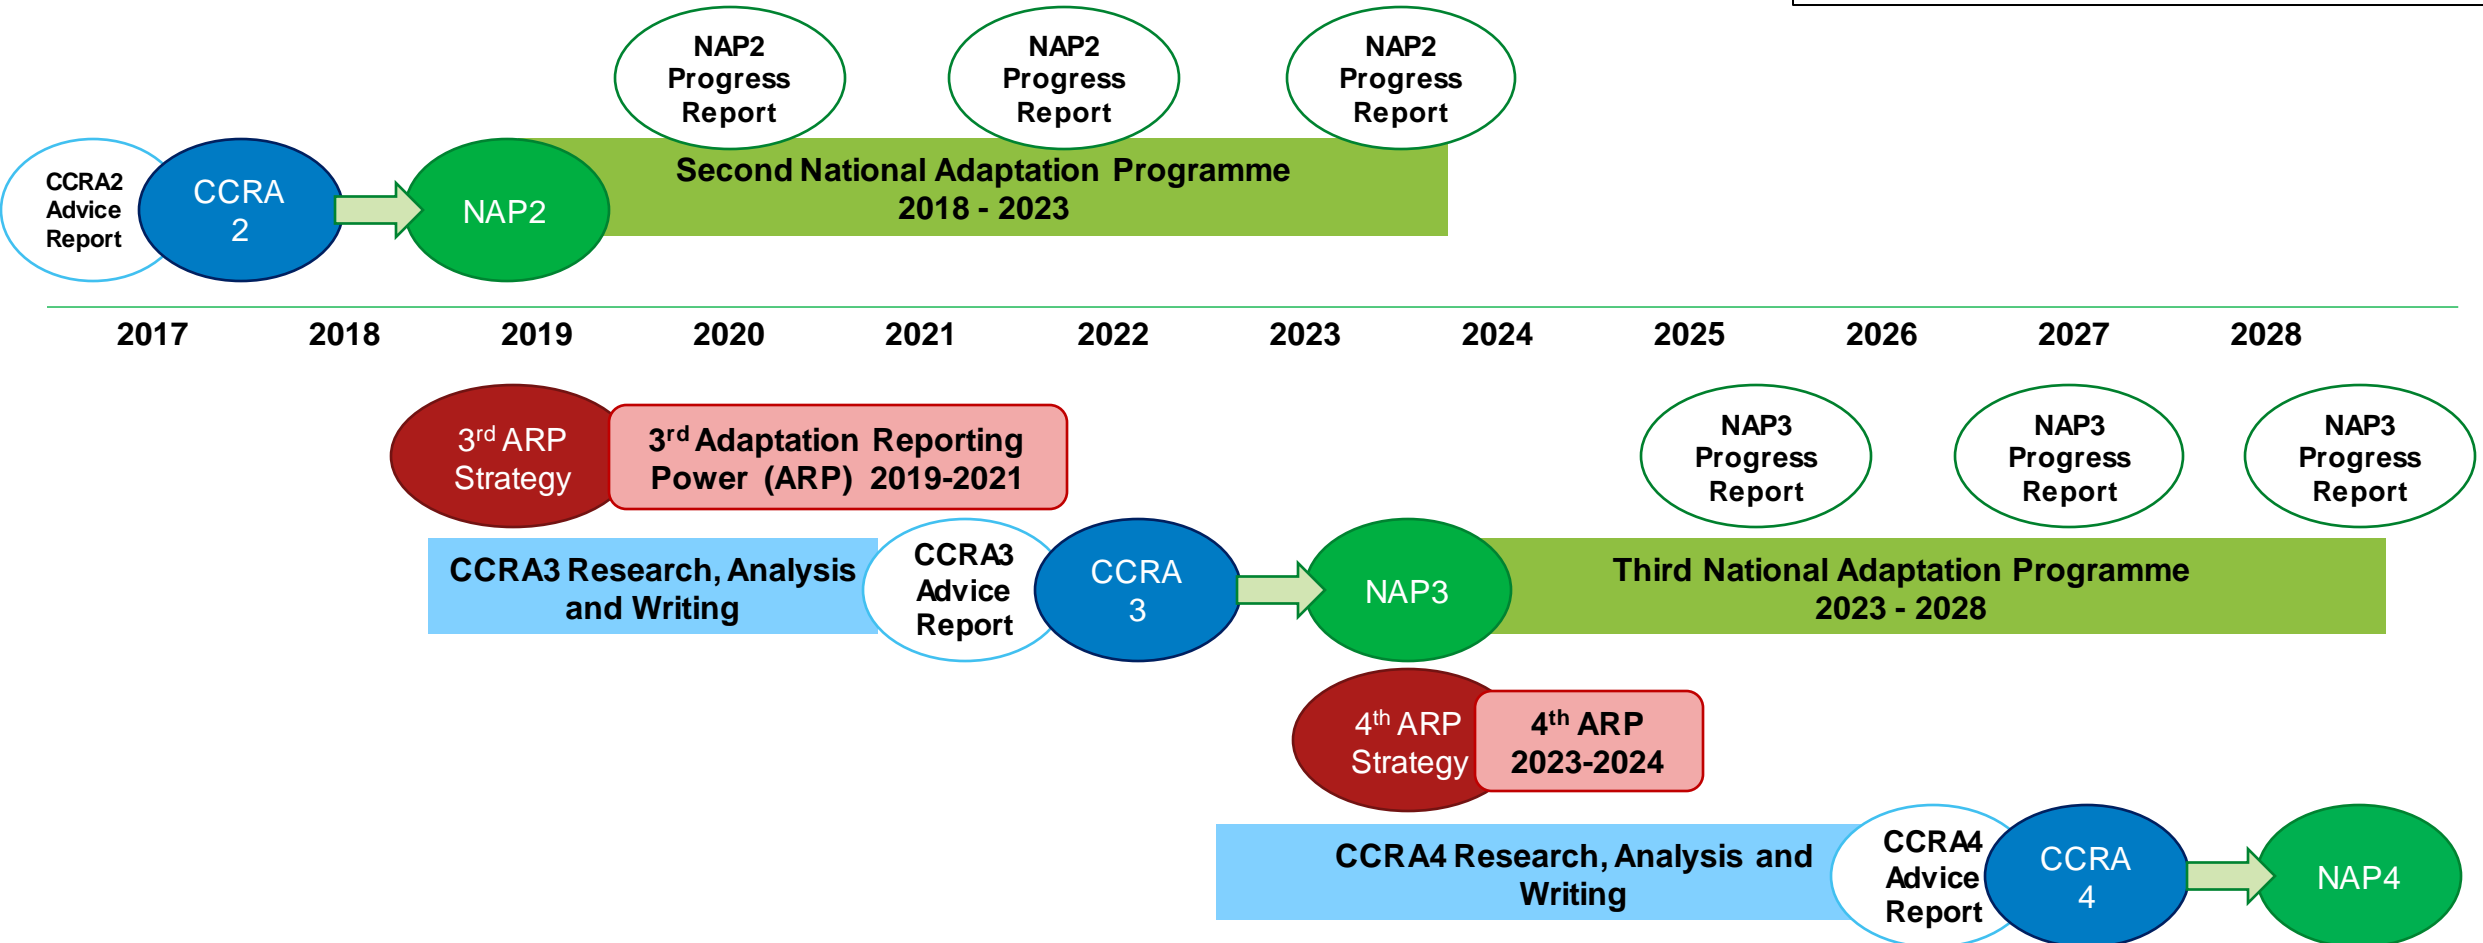 NAP2
Progress
Report
NAP2
Progress
Report
NAP2
Progress
Report
CCRA2
Advice
Report
CCRA
2
NAP2
Second National Adaptation Programme
2018 - 2023
2017 2018 2019 2020 2021 2022 2023 2024 2025 2026 2027 2028
3rd ARP
Strategy
3rd Adaptation Reporting
Power (ARP) 2019-2021
NAP3
Progress
Report
NAP3
Progress
Report
NAP3
Progress
Report
CCRA3 Research, Analysis
and Writing
CCRA3
Advice
Report
CCRA
3
NAP3
Third National Adaptation Programme
2023 - 2028
4th ARP
Strategy
4th ARP
2023-2024
CCRA4 Research, Analysis and
Writing
CCRA4
Advice
Report
CCRA
4
NAP4